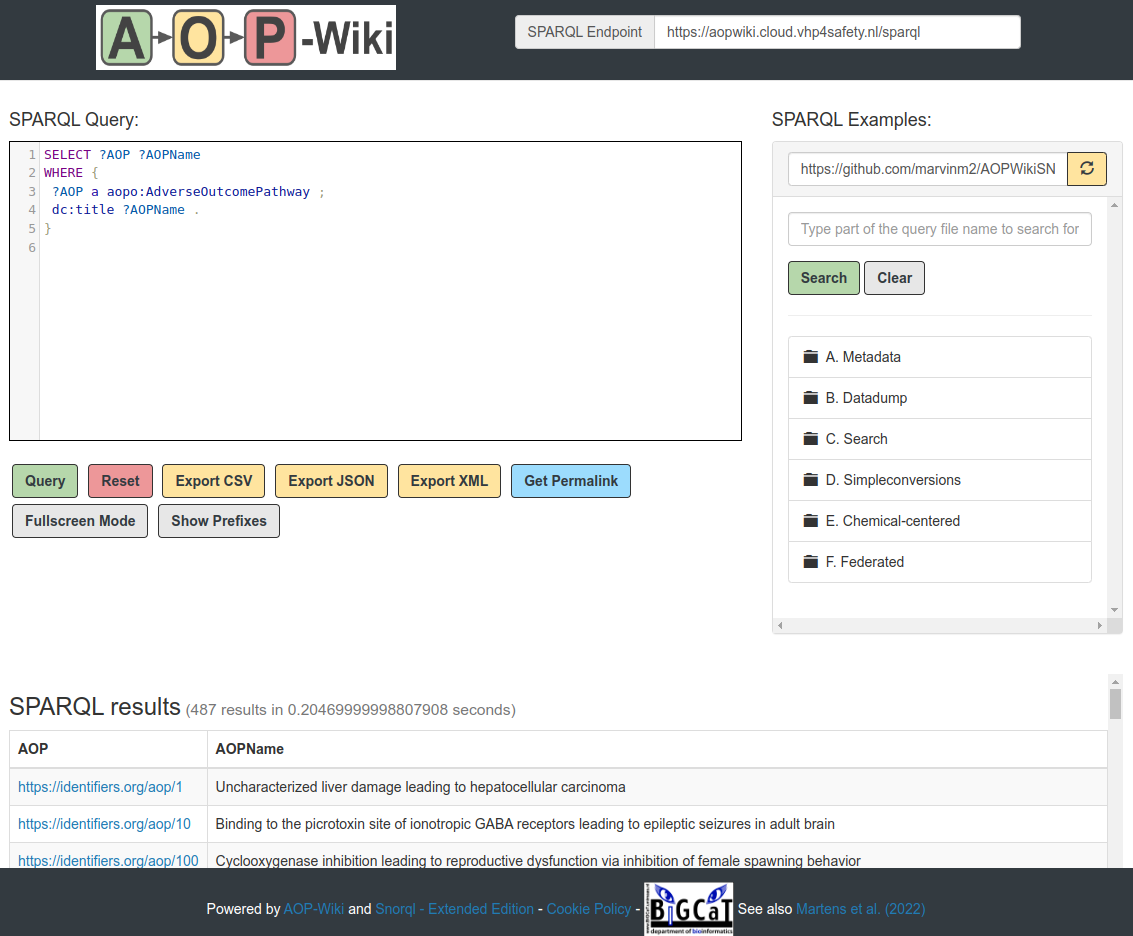 AOP-Wiki
SPARQL Endpoint https://aopwiki.cloud.vhp4safety.nl/sparql
SPARQL Query:
1 SELECT ?AOP ?AOPName
2 WHERE {
3 ?AOP a aopo:AdverseOutcomePathway ;
4 dc:title ?AOPName .
5 }
6
Query Reset Export CSV Export JSON Export XML Get Permalink
Fullscreen Mode Show Prefixes
SPARQL Examples:
https://github.com/marvinm2/AOPWikiSN
Type part of the query file name to search for
Search Clear
A. Metadata
B. Datadump
C. Search
D. Simpleconversions
E. Chemical-centered
F. Federated
SPARQL results (487 results in 0.20469999998807908 seconds)
AOP AOPName
https://identifiers.org/aop/1 Uncharacterized liver damage leading to hepatocellular carcinoma
https://identifiers.org/aop/10 Binding to the picrotoxin site of ionotropic GABA receptors leading to epileptic seizures in adult brain
https://identifiers.org/aop/100 Cyclooxygenase inhibition leading to reproductive dysfunction via inhibition of female spawning behavior
Powered by AOP-Wiki and Snorql - Extended Edition - Cookie Policy - BiGCaT department of bioinformatics See also Martens et al. (2022)